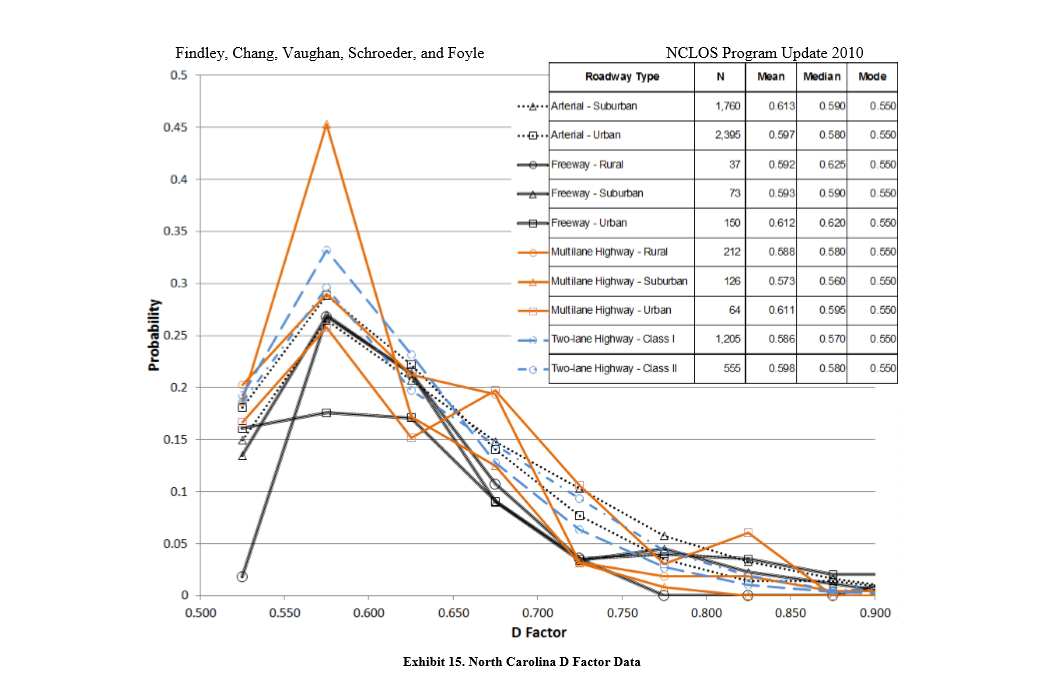 Findley, Chang, Vaughan, Schroeder, and Foyle NCLOS Program Update 2010
Roadway Type N Mean Median Mode
Arterial - Suburban 1,760 0.613 0.590 0.550
Arterial - Urban 2,395 0.597 0.580 0.550
Freeway - Rural 37 0.592 0.625 0.550
Freeway - Suburban 73 0.593 0.590 0.550
Freeway - Urban 150 0.612 0.620 0.550
Multilane Highway - Rural 212 0.588 0.580 0.550
Multilane Highway - Suburban 126 0.573 0.560 0.550
Multilane Highway - Urban 64 0.611 0.595 0.550
Two-lane Highway - Class I 1,205 0.586 0.570 0.550
Two-lane Highway - Class II 555 0.598 0.580 0.550
Probability
0.5
0.45
0.4
0.35
0.3
0.25
0.2
0.15
0.1
0.05
0
0.500 0.550 0.600 0.650 0.700 0.750 0.800 0.850 0.900
D Factor
Exhibit 15. North Carolina D Factor Data